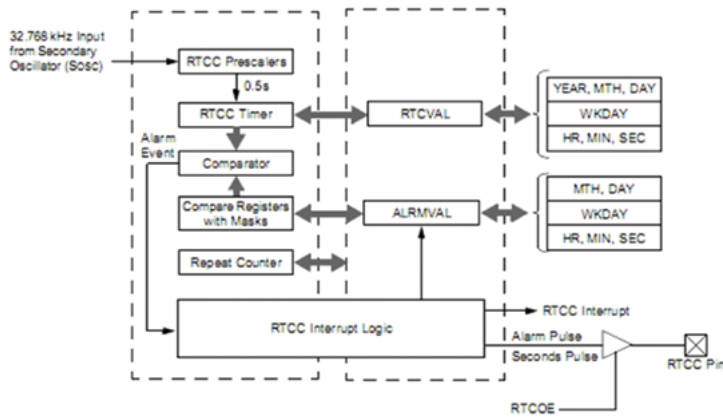 32.768 kHz Input
from Secondary
Oscillator (SOSC)
RTCC Prescalers
0.5s
RTCC Timer
RTCVAL
YEAR, MTH, DAY
WKDAY
HR, MIN, SEC
Alarm
Event
Comparator
Compare Registers
with Masks
ALRMVAL
MTH, DAY
WKDAY
HR, MIN, SEC
Repeat Counter
RTCC Interrupt Logic
RTCC Interrupt
Alarm Pulse
Seconds Pulse
RTCC Pin
RTCOE